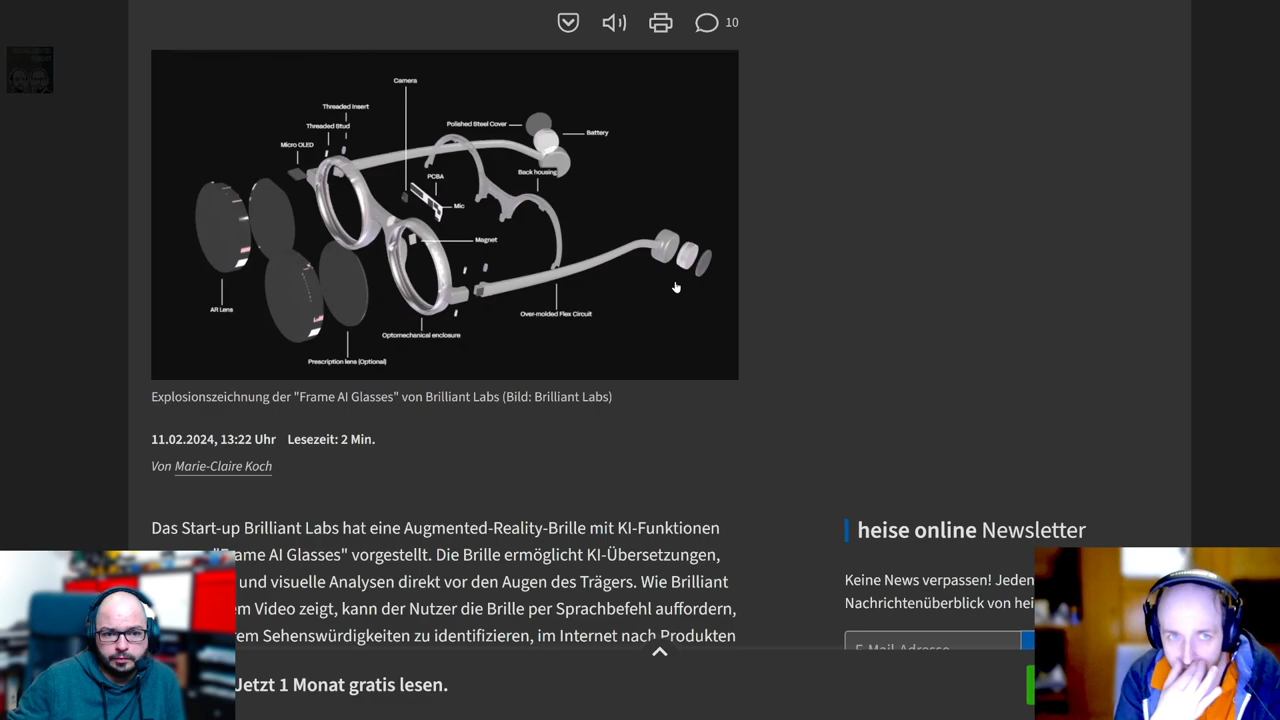 10
Camera
Threaded Insert
Threaded Stud
Polished Steel Cover
Battery
Micro OLED
PCBA
Back housing
Mic
Magnet
AR Lens
Over-molded Flex Circuit
Optomechanical enclosure
Prescription lens (Optional)
Explosionszeichnung der "Frame AI Glasses" von Brilliant Labs (Bild: Brilliant Labs)
11.02.2024, 13:22 Uhr Lesezeit: 2 Min.
Von Marie-Claire Koch
Das Start-up Brilliant Labs hat eine Augmented-Reality-Brille mit KI-Funktionen
"Frame AI Glasses" vorgestellt. Die Brille ermöglicht KI-Übersetzungen,
und visuelle Analysen direkt vor den Augen des Trägers. Wie Brilliant
Video zeigt, kann der Nutzer die Brille per Sprachbefehl auffordern,
Sehenswürdigkeiten zu identifizieren, im Internet nach Produkten
heise online Newsletter
Keine News verpassen! Jeden
Nachrichtenüberblick von hei
E-Mail-Adresse
Jetzt 1 Monat gratis lesen.